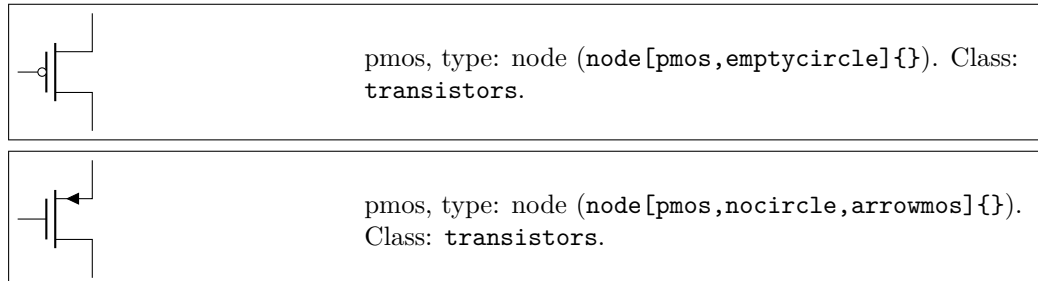 pmos, type: node (node[pmos,emptycircle]{}). Class:
transistors.
pmos, type: node (node[pmos,nocircle,arrowmos]{}).
Class: transistors.